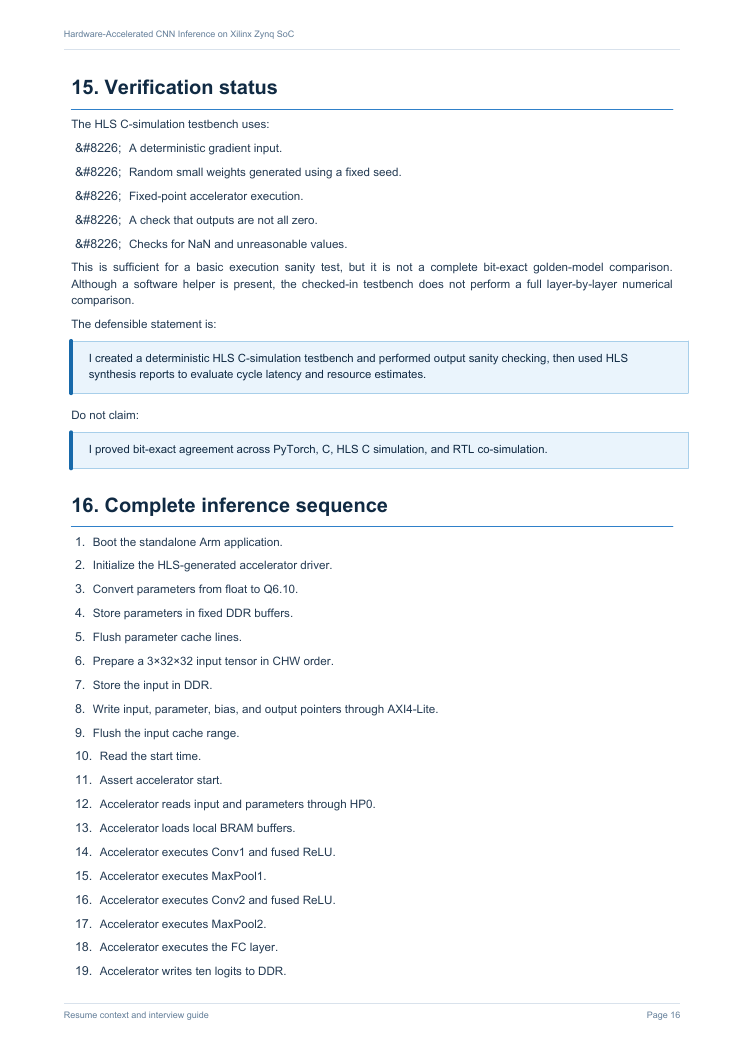 Hardware-Accelerated CNN Inference on Xilinx Zynq SoC
15. Verification status
The HLS C-simulation testbench uses:
&#8226; A deterministic gradient input.
&#8226; Random small weights generated using a fixed seed.
&#8226; Fixed-point accelerator execution.
&#8226; A check that outputs are not all zero.
&#8226; Checks for NaN and unreasonable values.
This is sufficient for a basic execution sanity test, but it is not a complete bit-exact golden-model comparison.
Although a software helper is present, the checked-in testbench does not perform a full layer-by-layer numerical
comparison.
The defensible statement is:
I created a deterministic HLS C-simulation testbench and performed output sanity checking, then used HLS
synthesis reports to evaluate cycle latency and resource estimates.
Do not claim:
I proved bit-exact agreement across PyTorch, C, HLS C simulation, and RTL co-simulation.
16. Complete inference sequence
1. Boot the standalone Arm application.
2. Initialize the HLS-generated accelerator driver.
3. Convert parameters from float to Q6.10.
4. Store parameters in fixed DDR buffers.
5. Flush parameter cache lines.
6. Prepare a 3×32×32 input tensor in CHW order.
7. Store the input in DDR.
8. Write input, parameter, bias, and output pointers through AXI4-Lite.
9. Flush the input cache range.
10. Read the start time.
11. Assert accelerator start.
12. Accelerator reads input and parameters through HP0.
13. Accelerator loads local BRAM buffers.
14. Accelerator executes Conv1 and fused ReLU.
15. Accelerator executes MaxPool1.
16. Accelerator executes Conv2 and fused ReLU.
17. Accelerator executes MaxPool2.
18. Accelerator executes the FC layer.
19. Accelerator writes ten logits to DDR.
Resume context and interview guide
Page 16